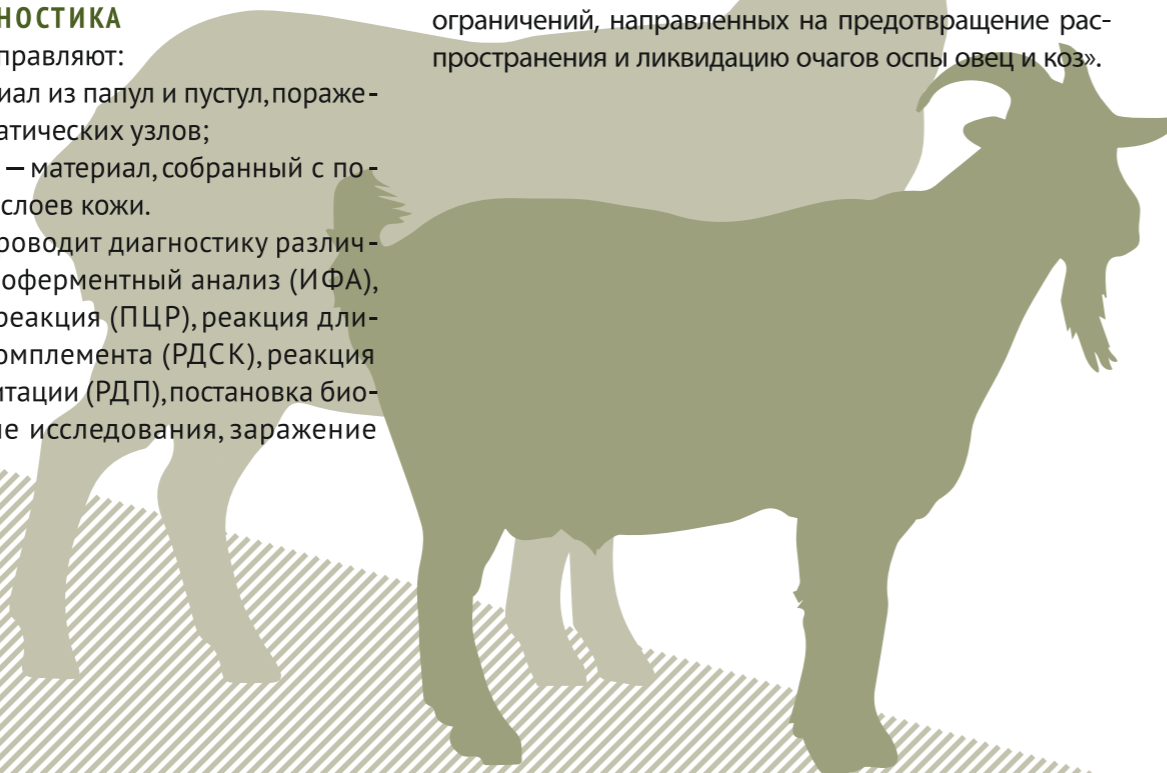 НОСТИКА
правляют:
иал из папул и пустул, пораже-
атических узлов;
— материал, собранный с по-
слоев кожи.
роводит диагностику различ-
оферментный анализ (ИФА),
реакция (ПЦР), реакция дли-
омплемента (РДСК), реакция
итации (РДП), постановка био-
ие исследования, заражение
ограничений, направленных на предотвращение рас-
пространения и ликвидацию очагов оспы овец и коз».